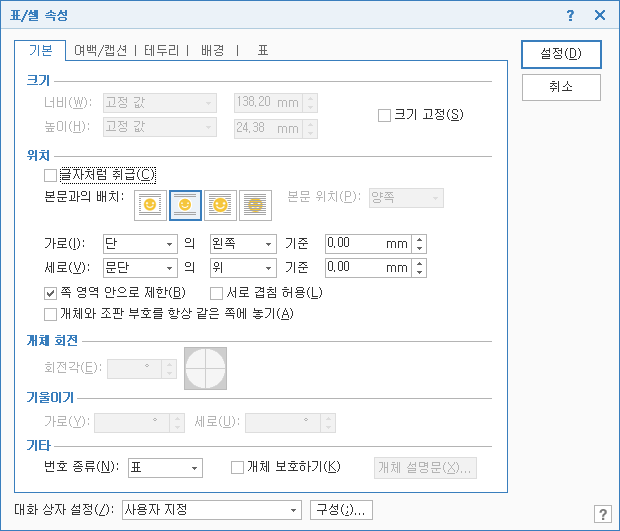 표/셀 속성 ?
기본 여백/캡션 테두리 배경 표
설정(D)
취소
크기
너비(W): 고정 값 138,20 mm
높이(H): 고정 값 24,38 mm
크기 고정(S)
위치
글자처럼 취급(C)
본문과의 배치: 본문 위치(P): 양쪽
가로(I): 단 의 왼쪽 기준 0,00 mm
세로(V): 문단 의 위 기준 0,00 mm
쪽 영역 안으로 제한(B) 서로 겹침 허용(L)
개체와 조판 부호를 항상 같은 쪽에 놓기(A)
개체 회전
회전각(E): °
기울이기
가로(Y): ° 세로(U): °
기타
번호 종류(N): 표 개체 보호하기(K) 개체 설명문(X)...
대화 상자 설정(/): 사용자 지정 구성(;)... ?